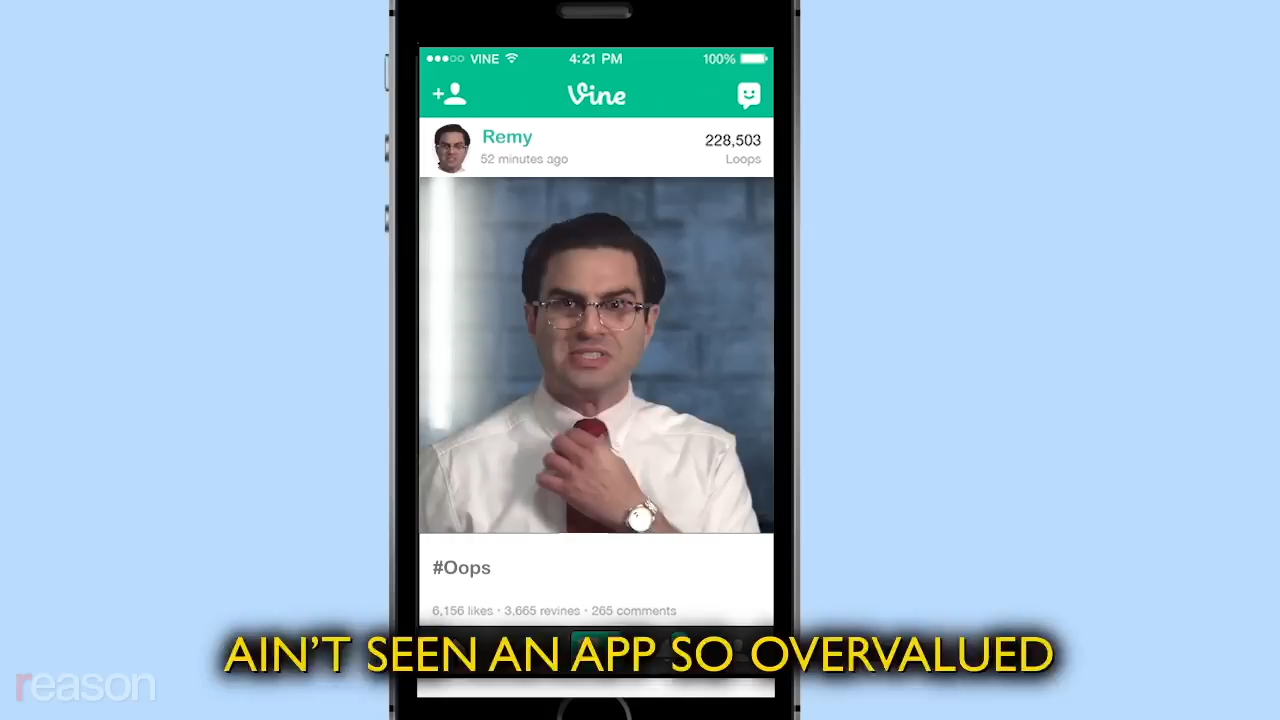 VINE 4:21 PM 100%
Vine
Remy 228,503
52 minutes ago Loops
#Oops
6,156 likes · 3,665 revines · 265 comments
AIN'T SEEN AN APP SO OVERVALUED
reason